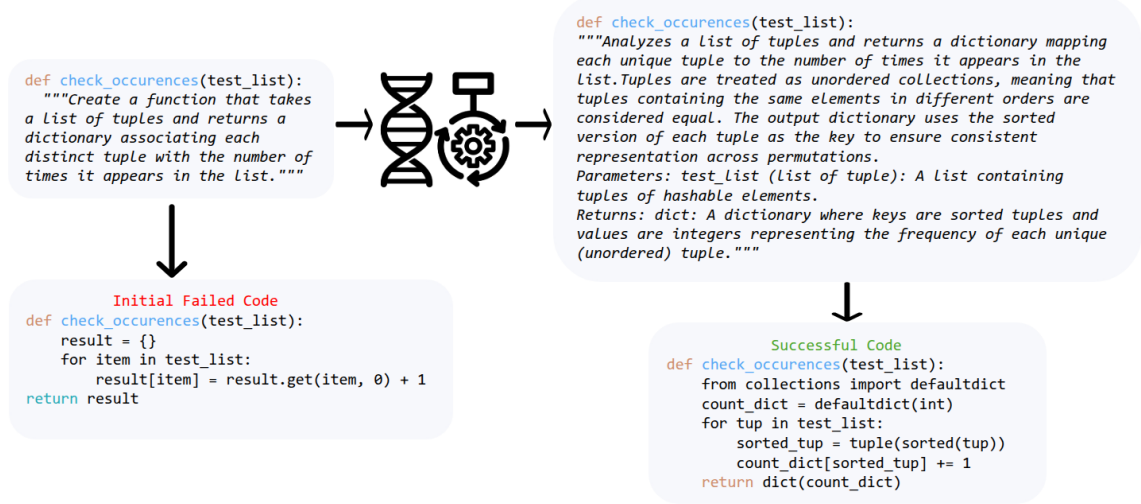 def check_occurences(test_list):
"""Create a function that takes
a list of tuples and returns a
dictionary associating each
distinct tuple with the number of
times it appears in the list."""
def check_occurences(test_list):
"""Analyzes a list of tuples and returns a dictionary mapping
each unique tuple to the number of times it appears in the
list.Tuples are treated as unordered collections, meaning that
tuples containing the same elements in different orders are
considered equal. The output dictionary uses the sorted
version of each tuple as the key to ensure consistent
representation across permutations.
Parameters: test_list (list of tuple): A list containing
tuples of hashable elements.
Returns: dict: A dictionary where keys are sorted tuples and
values are integers representing the frequency of each unique
(unordered) tuple."""
Initial Failed Code
def check_occurences(test_list):
    result = {}
    for item in test_list:
        result[item] = result.get(item, 0) + 1
return result
Successful Code
def check_occurences(test_list):
    from collections import defaultdict
    count_dict = defaultdict(int)
    for tup in test_list:
        sorted_tup = tuple(sorted(tup))
        count_dict[sorted_tup] += 1
    return dict(count_dict)